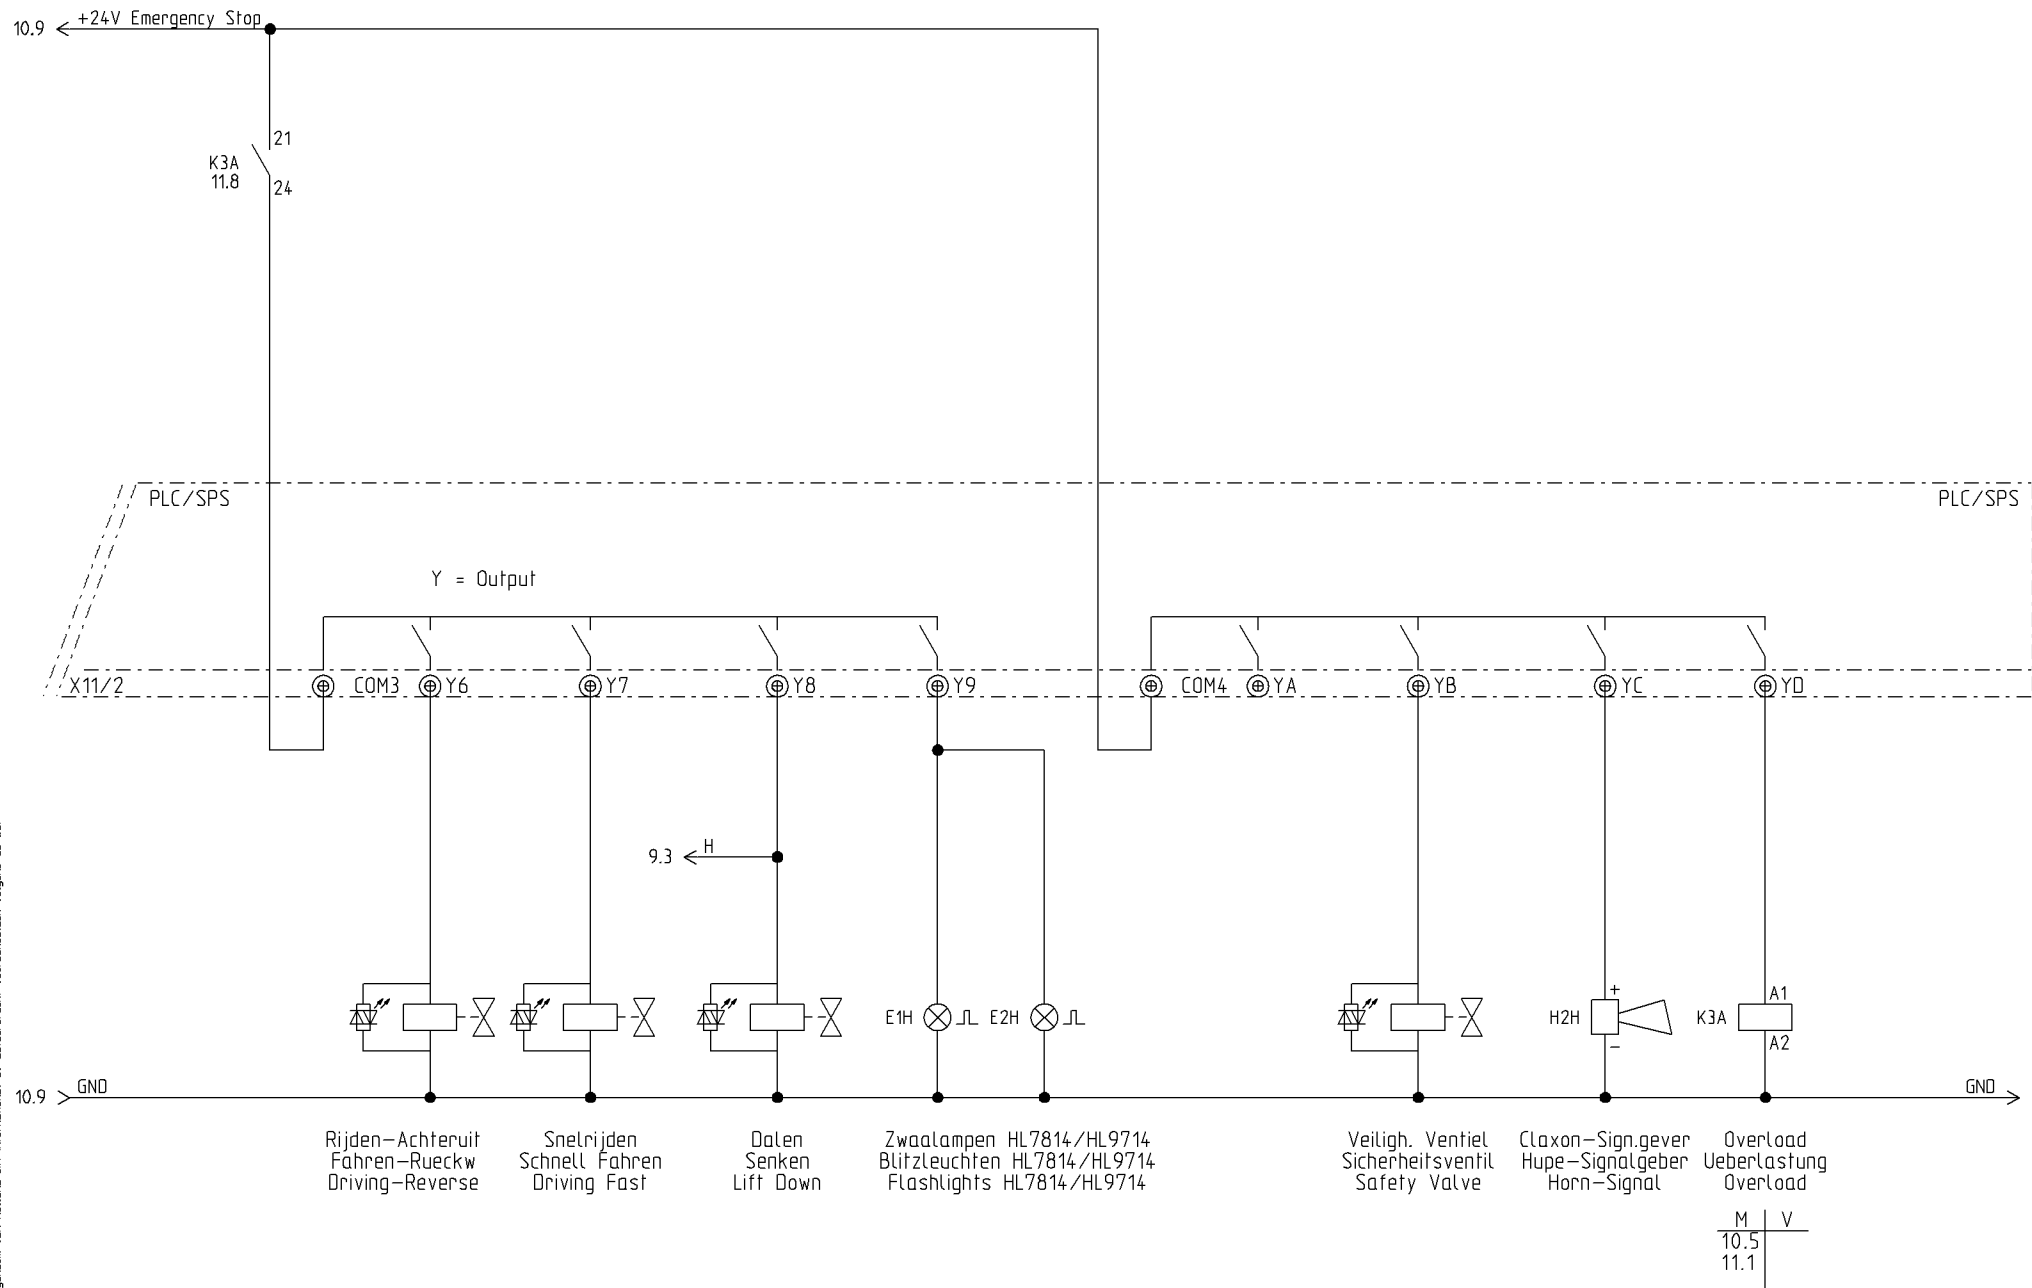 +24V Emergency Stop
10.9
21
K3A
11.8
24
PLC/SPS
PLC/SPS
Y = Output
X11/2
COM3
Y6
Y7
Y8
Y9
COM4
YA
YB
YC
YD
9.3
H
E1H
E2H
H2H
+
−
K3A
A1
A2
10.9
GND
GND
Rijden-Achteruit
Fahren-Rueckw
Driving-Reverse
Snelrijden
Schnell Fahren
Driving Fast
Dalen
Senken
Lift Down
Zwaalampen HL7814/HL9714
Blitzleuchten HL7814/HL9714
Flashlights HL7814/HL9714
Veiligh. Ventiel
Sicherheitsventil
Safety Valve
Claxon-Sign.gever
Hupe-Signalgeber
Horn-Signal
Overload
Ueberlastung
Overload
M V
10.5
11.1